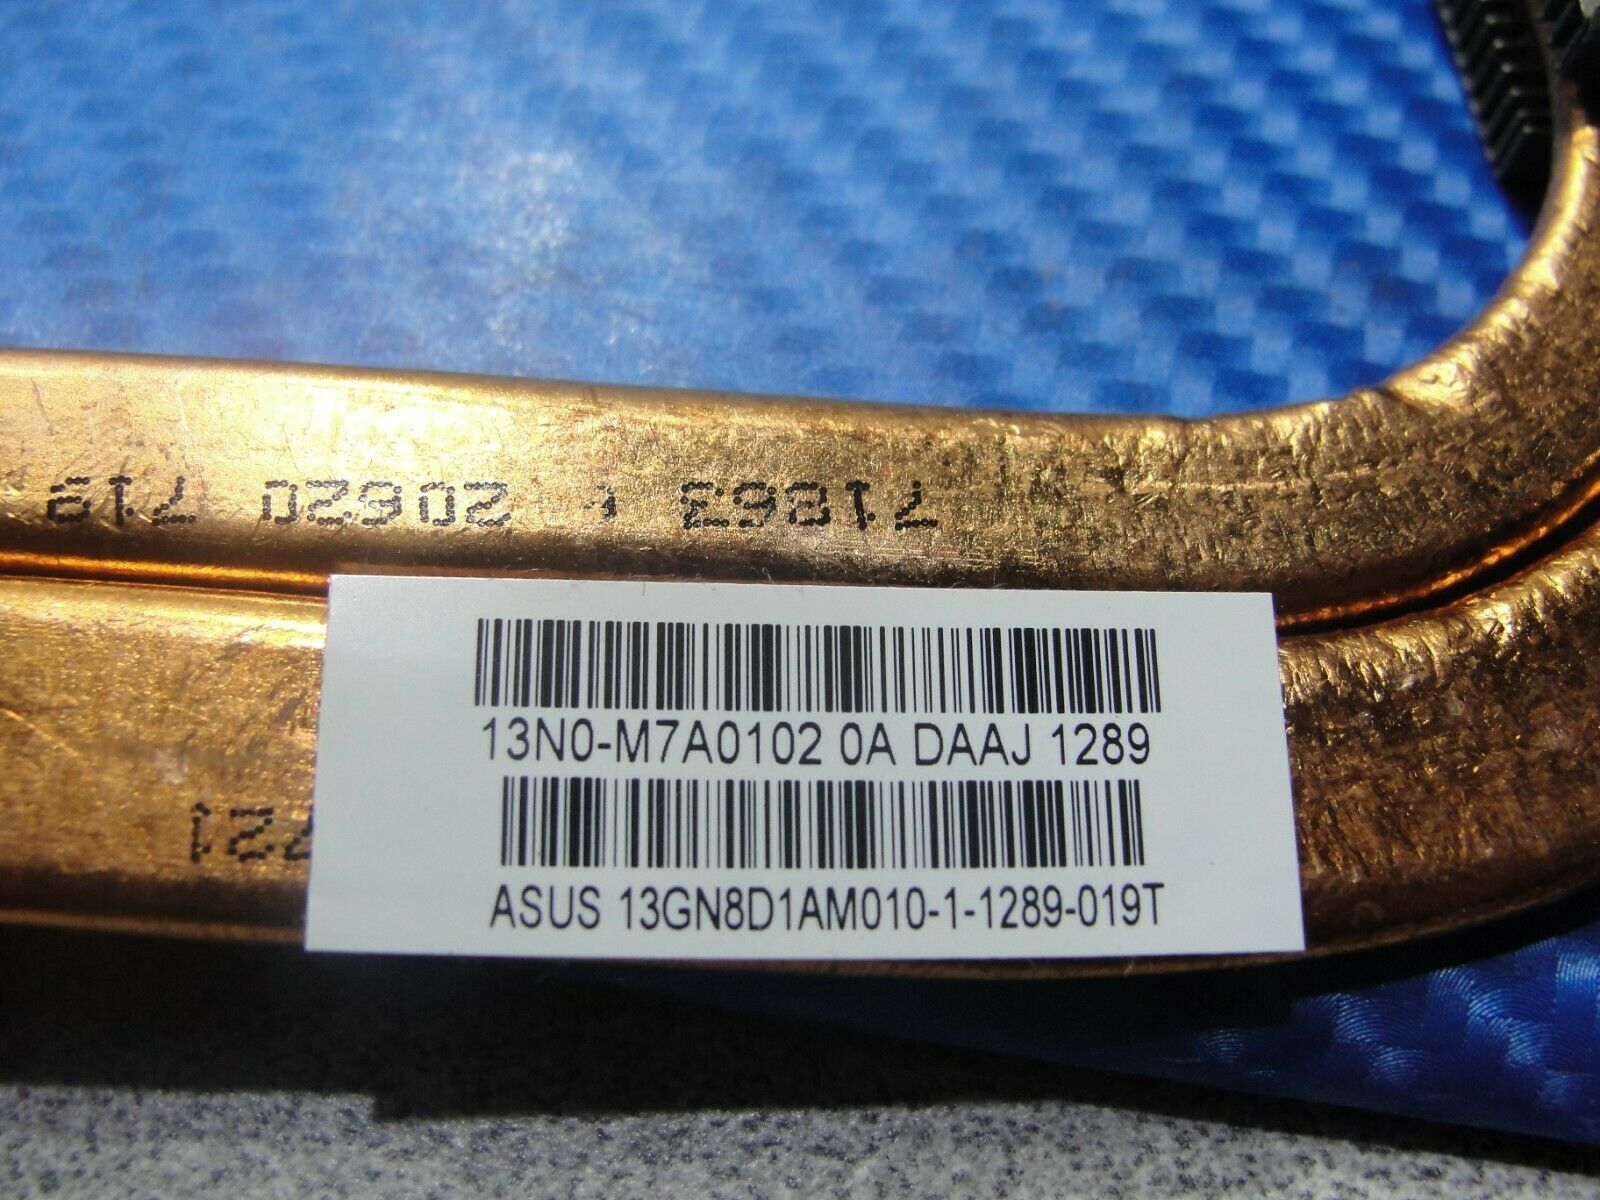 13N0-M7A0102 0A DAAJ 1289
ASUS 13GN8D1AM010-1-1289-019T